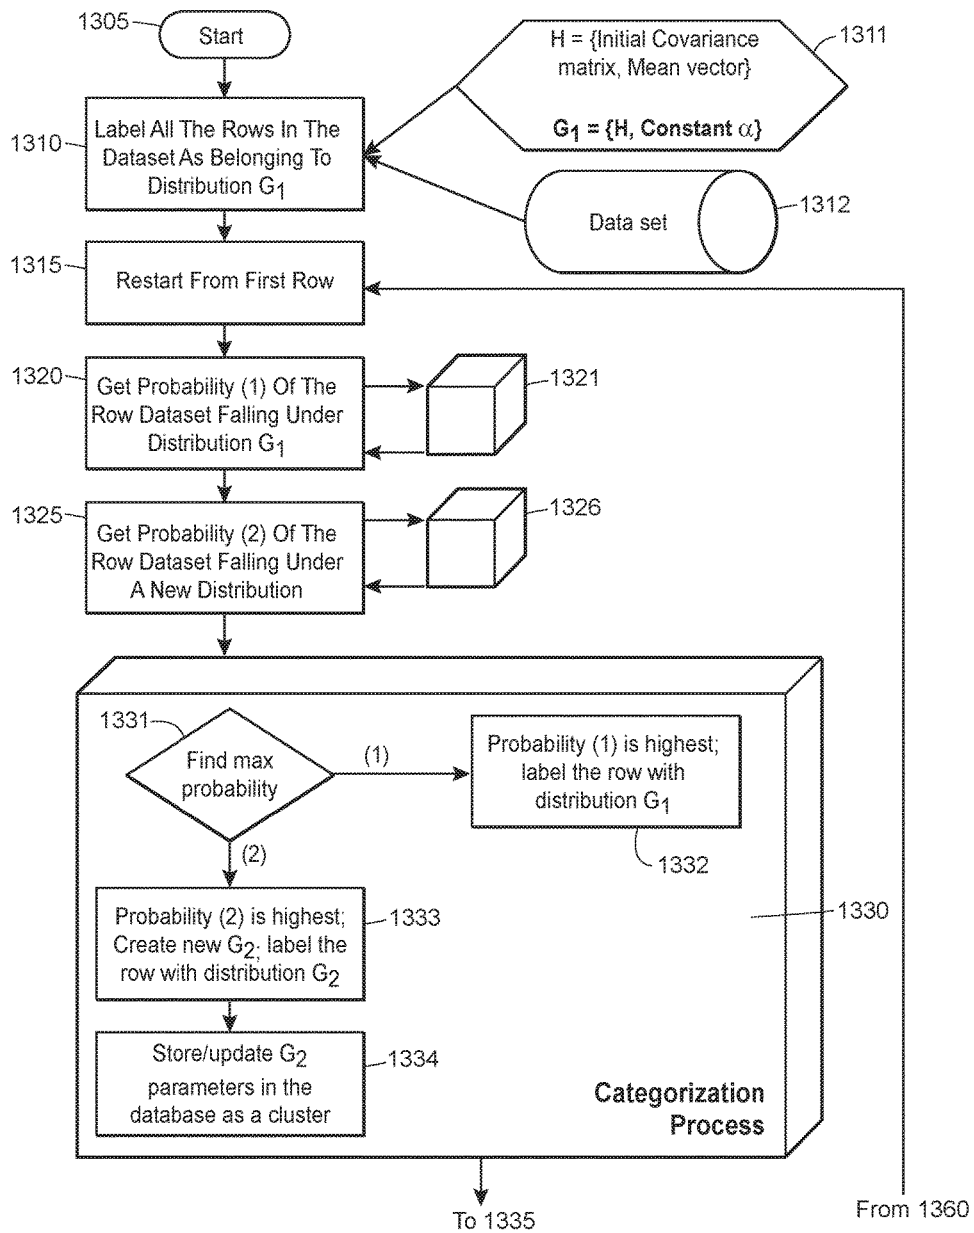 1305
Start
H = {Initial Covariance
matrix, Mean vector}
G1 = {H, Constant α}
1311
1310
Label All The Rows In The
Dataset As Belonging To
Distribution G1
Data set
1312
1315
Restart From First Row
1320
Get Probability (1) Of The
Row Dataset Falling Under
Distribution G1
1321
1325
Get Probability (2) Of The
Row Dataset Falling Under
A New Distribution
1326
1331
Find max
probability
(1)
Probability (1) is highest;
label the row with
distribution G1
1332
(2)
Probability (2) is highest;
Create new G2; label the
row with distribution G2
1333
1330
Store/update G2
parameters in the
database as a cluster
1334
Categorization
Process
To 1335
From 1360